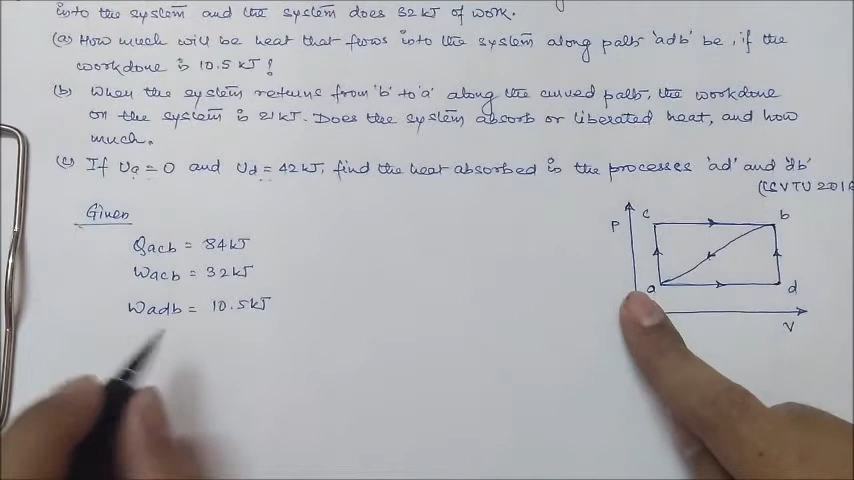 into the system and the system does 32 kJ of work.
(a) How much will be heat that flows into the system along path 'adb' be, if the
workdone is 10.5 kJ!
(b) When the system returns from 'b' to 'a' along the curved path, the workdone
on the system is 21 kJ. Does the system absorb or liberated heat, and how
much.
(c) If Ua = 0 and Ud = 42 kJ, find the heat absorbed in the processes 'ad' and 'db'
(CSVTU 2016
Given
Qacb = 84 kJ
Wacb = 32 kJ
Wadb = 10.5 kJ
P
c
b
a
d
V